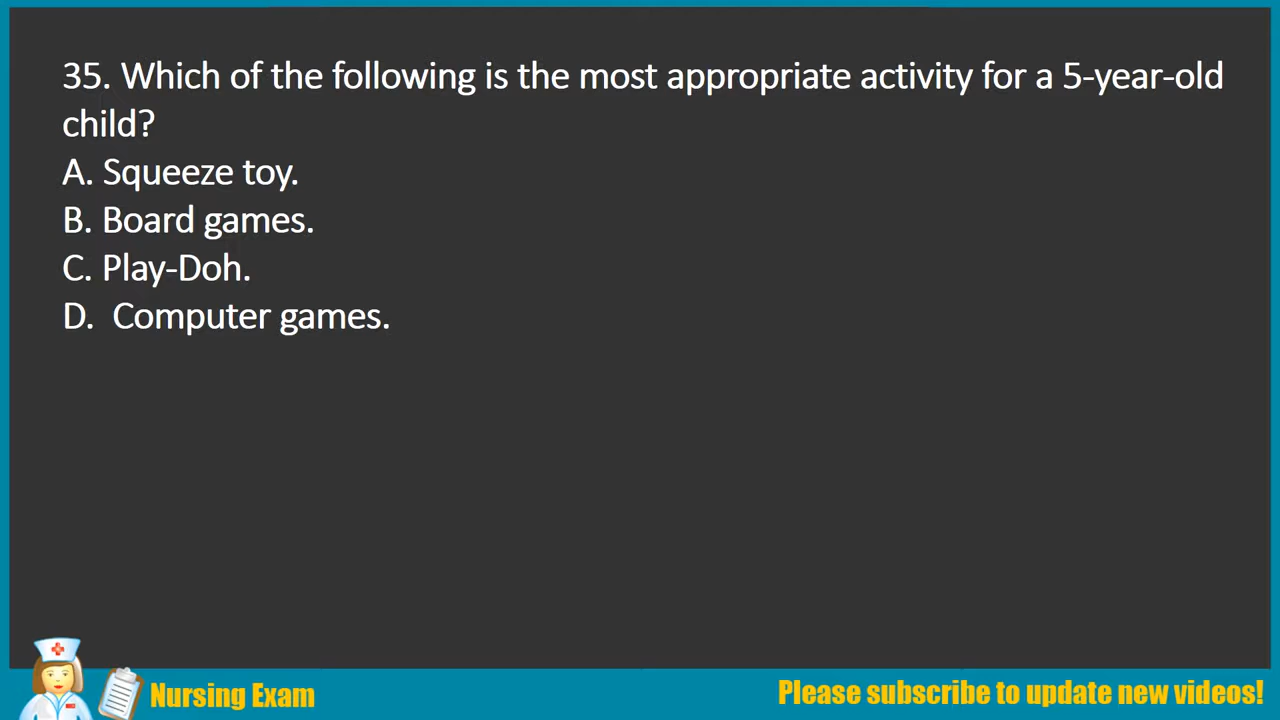 35. Which of the following is the most appropriate activity for a 5-year-old
child?
A. Squeeze toy.
B. Board games.
C. Play-Doh.
D.  Computer games.
Nursing Exam
Please subscribe to update new videos!